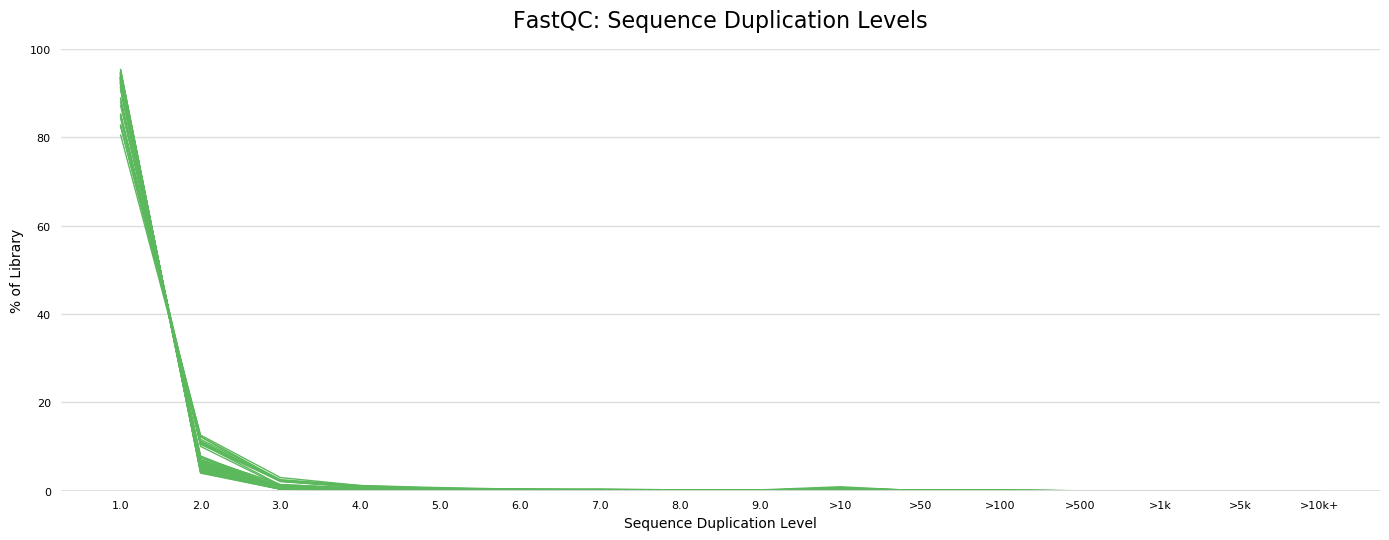 FastQC: Sequence Duplication Levels
100
80
60
40
20
0
% of Library
1.0 2.0 3.0 4.0 5.0 6.0 7.0 8.0 9.0 >10 >50 >100 >500 >1k >5k >10k+
Sequence Duplication Level